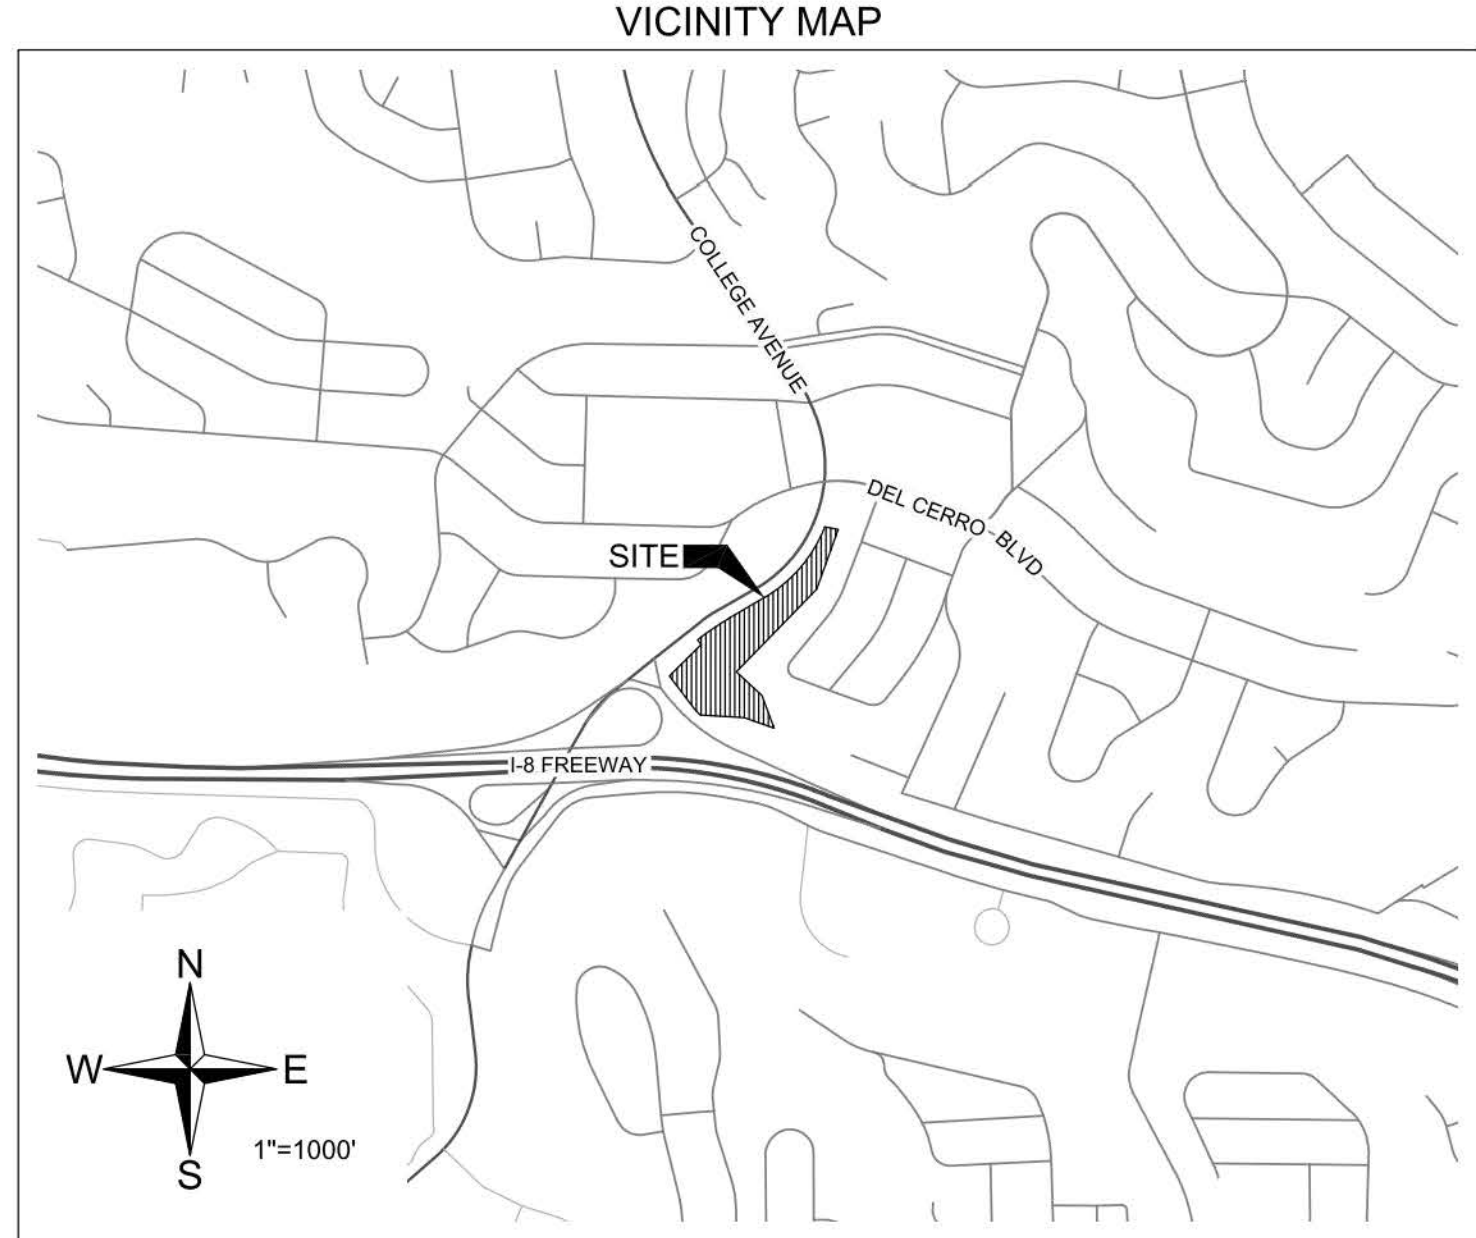 VICINITY MAP
COLLEGE AVENUE
DEL CERRO BLVD
SITE
I-8 FREEWAY
N
W
E
S
1"=1000'